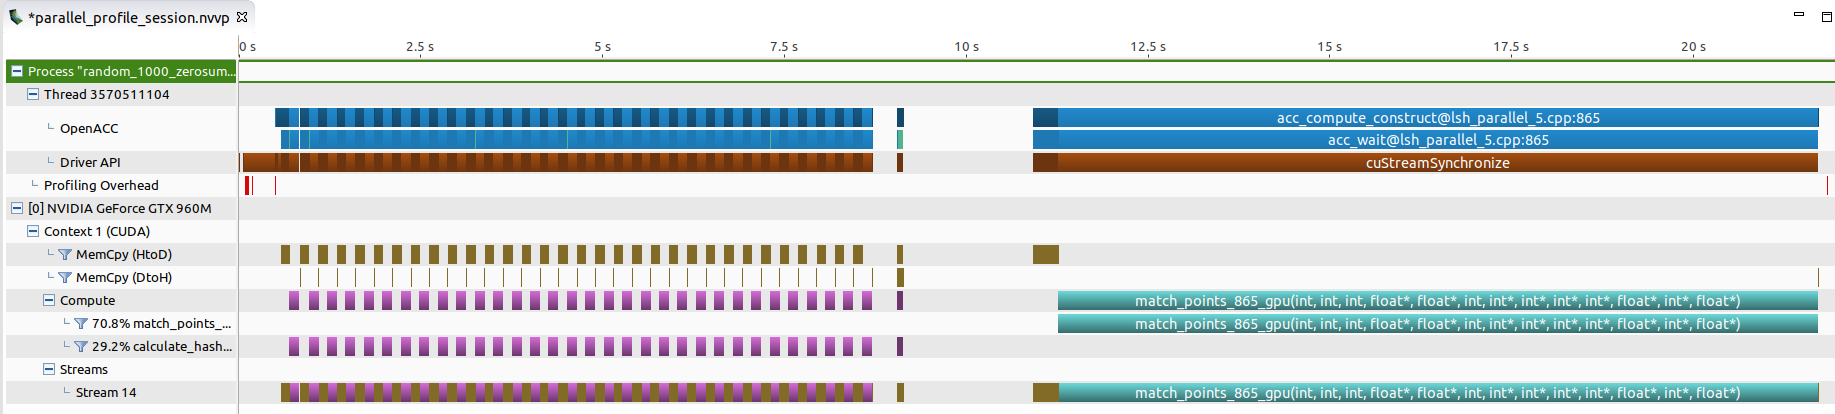 *parallel_profile_session.nvvp
0 s 2.5 s 5 s 7.5 s 10 s 12.5 s 15 s 17.5 s 20 s
Process "random_1000_zerosum...
Thread 3570511104
OpenACC
acc_compute_construct@lsh_parallel_5.cpp:865
acc_wait@lsh_parallel_5.cpp:865
Driver API
cuStreamSynchronize
Profiling Overhead
[0] NVIDIA GeForce GTX 960M
Context 1 (CUDA)
MemCpy (HtoD)
MemCpy (DtoH)
Compute
match_points_865_gpu(int, int, int, float*, float*, int, int*, int*, int*, int*, float*, int*, float*)
70.8% match_points_...
match_points_865_gpu(int, int, int, float*, float*, int, int*, int*, int*, int*, float*, int*, float*)
29.2% calculate_hash...
Streams
Stream 14
match_points_865_gpu(int, int, int, float*, float*, int, int*, int*, int*, int*, float*, int*, float*)